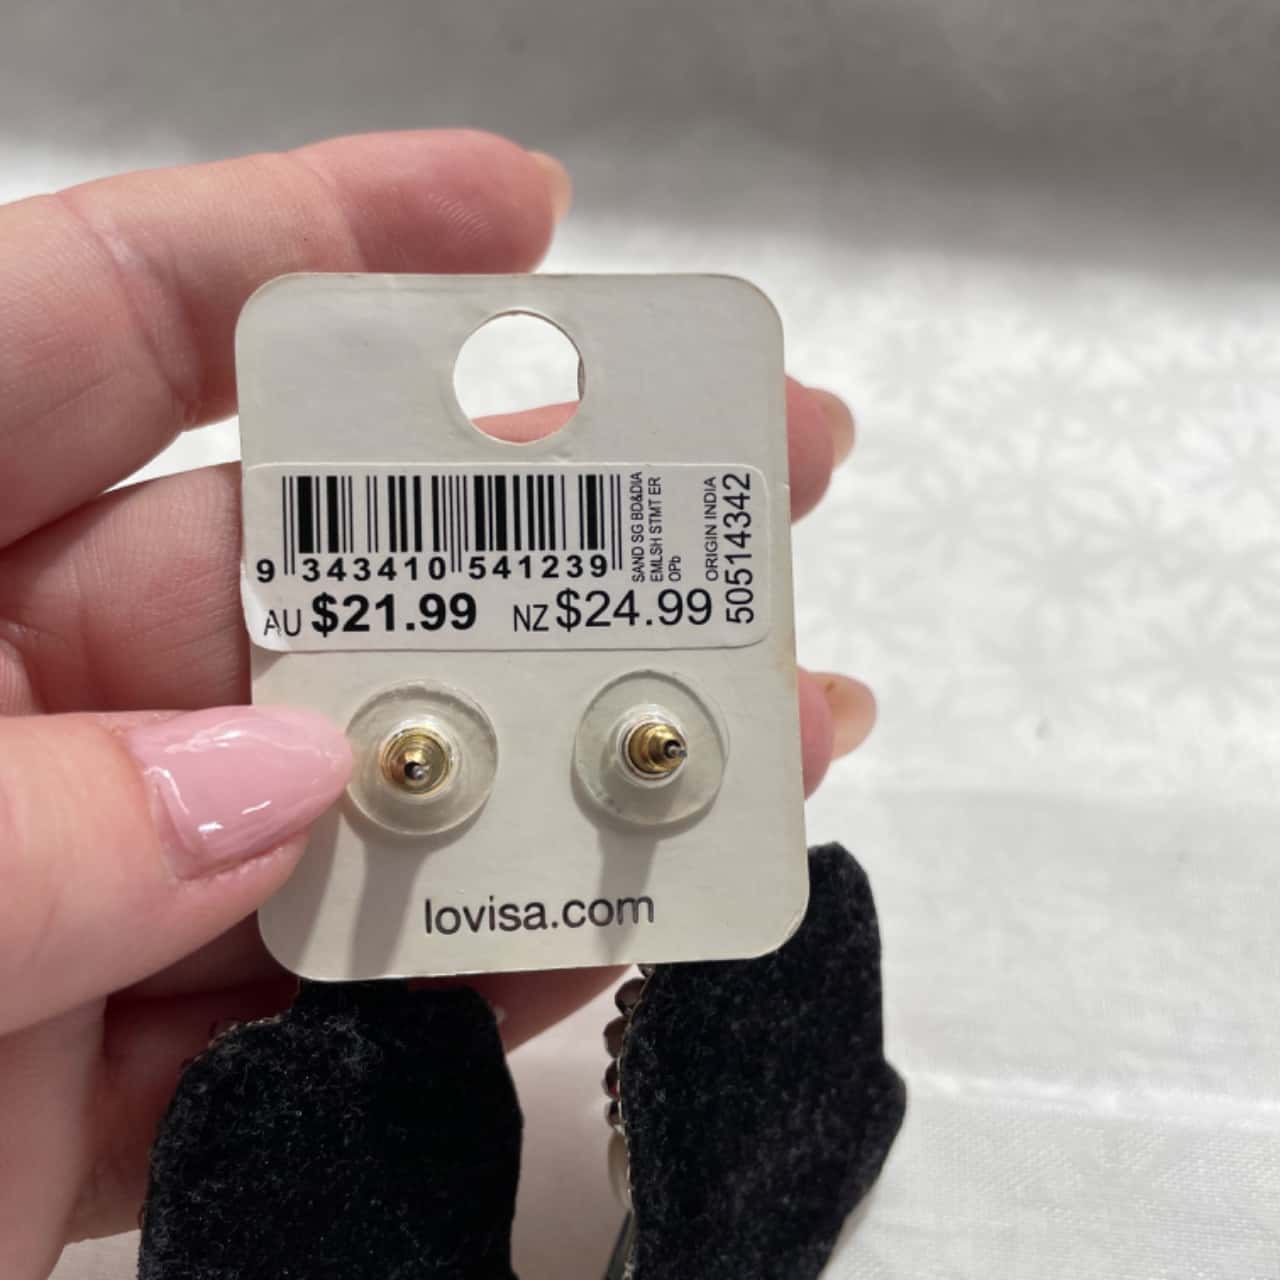 9 343410 541239
SAND SG BD&DIA
EMLSH STMT ER
OPb
ORIGIN INDIA
50514342
AU $21.99 NZ $24.99
lovisa.com